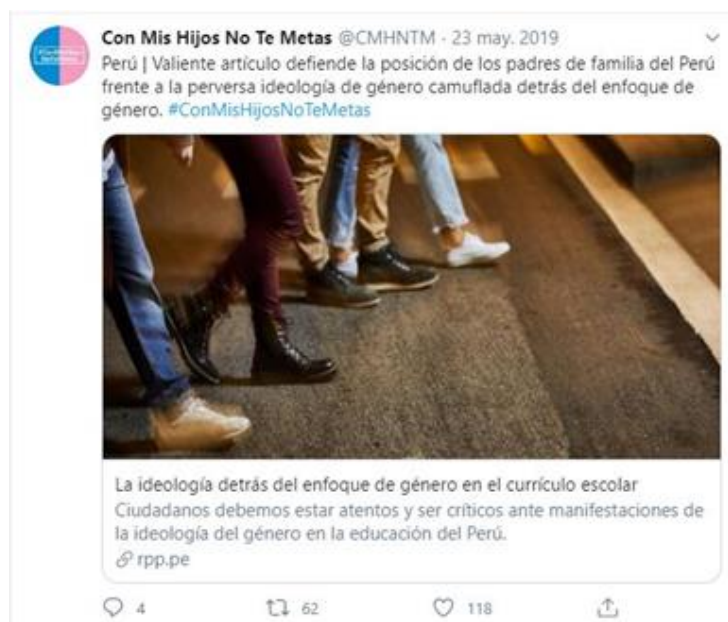 Con Mis Hijos No Te Metas @CMHNTM · 23 may. 2019
Perú | Valiente artículo defiende la posición de los padres de familia del Perú
frente a la perversa ideología de género camuflada detrás del enfoque de
género. #ConMisHijosNoTeMetas
La ideología detrás del enfoque de género en el currículo escolar
Ciudadanos debemos estar atentos y ser críticos ante manifestaciones de
la ideología del género en la educación del Perú.
rpp.pe
4 62 118